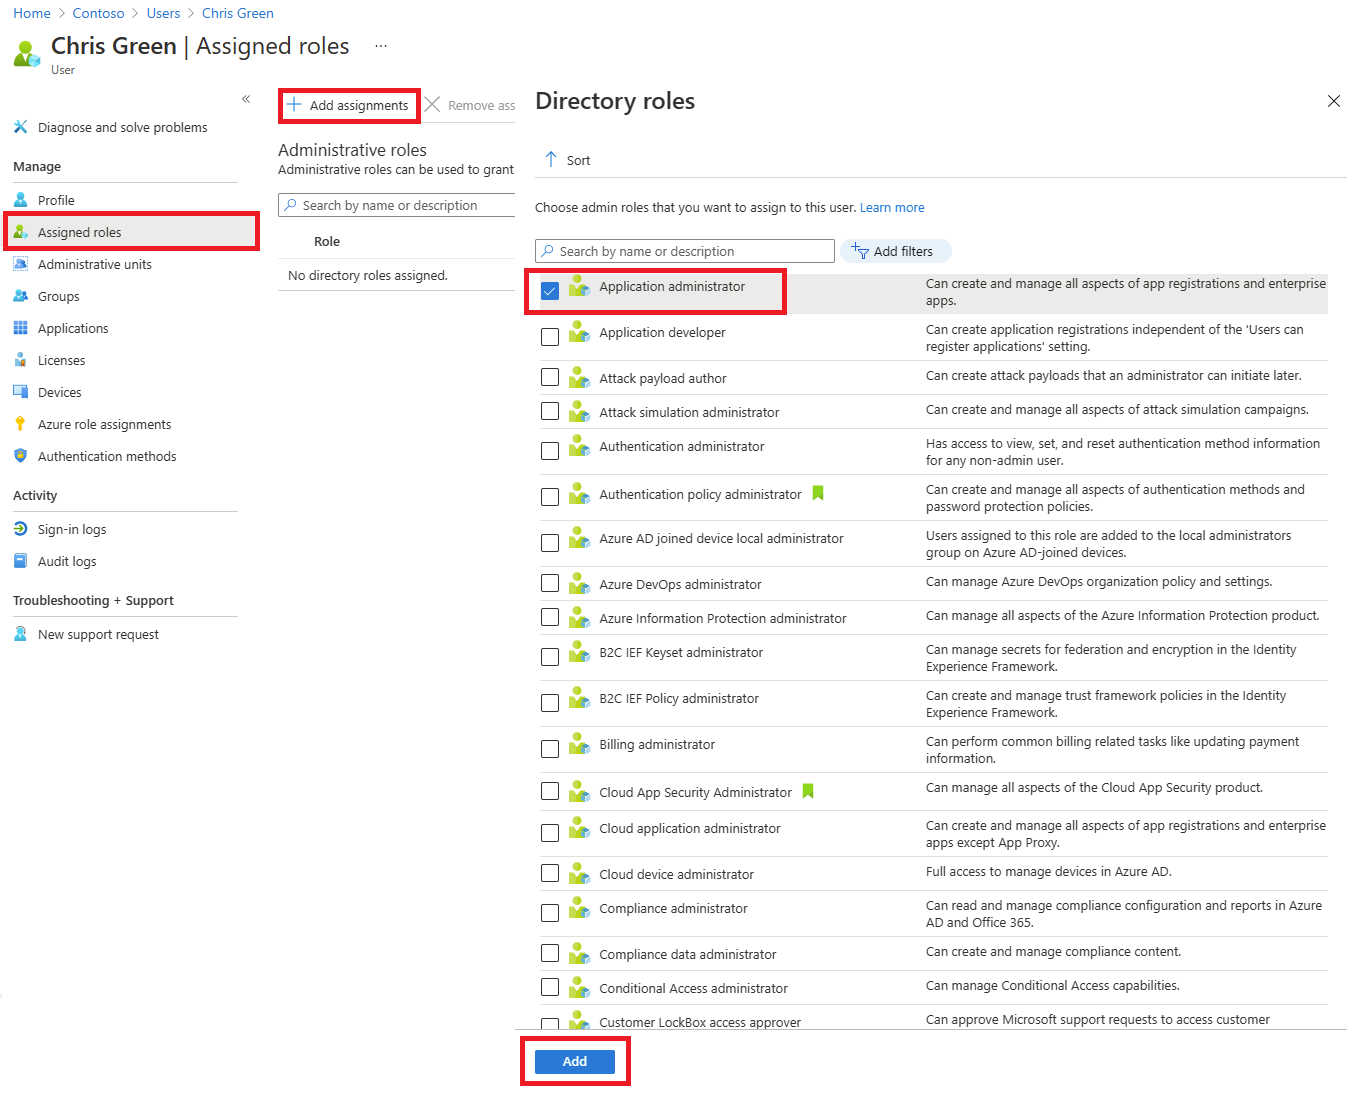 Home > Contoso > Users > Chris Green
Chris Green | Assigned roles ...
User
«
Diagnose and solve problems
Manage
Profile
Assigned roles
Administrative units
Groups
Applications
Licenses
Devices
Azure role assignments
Authentication methods
Activity
Sign-in logs
Audit logs
Troubleshooting + Support
New support request
Add assignments
Remove ass
Administrative roles
Administrative roles can be used to grant
Search by name or description
Role
No directory roles assigned.
Directory roles
Sort
Choose admin roles that you want to assign to this user. Learn more
Search by name or description
Add filters
Application administrator
Can create and manage all aspects of app registrations and enterprise
apps.
Application developer
Can create application registrations independent of the 'Users can
register applications' setting.
Attack payload author
Can create attack payloads that an administrator can initiate later.
Attack simulation administrator
Can create and manage all aspects of attack simulation campaigns.
Authentication administrator
Has access to view, set, and reset authentication method information
for any non-admin user.
Authentication policy administrator
Can create and manage all aspects of authentication methods and
password protection policies.
Azure AD joined device local administrator
Users assigned to this role are added to the local administrators
group on Azure AD-joined devices.
Azure DevOps administrator
Can manage Azure DevOps organization policy and settings.
Azure Information Protection administrator
Can manage all aspects of the Azure Information Protection product.
B2C IEF Keyset administrator
Can manage secrets for federation and encryption in the Identity
Experience Framework.
B2C IEF Policy administrator
Can create and manage trust framework policies in the Identity
Experience Framework.
Billing administrator
Can perform common billing related tasks like updating payment
information.
Cloud App Security Administrator
Can manage all aspects of the Cloud App Security product.
Cloud application administrator
Can create and manage all aspects of app registrations and enterprise
apps except App Proxy.
Cloud device administrator
Full access to manage devices in Azure AD.
Compliance administrator
Can read and manage compliance configuration and reports in Azure
AD and Office 365.
Compliance data administrator
Can create and manage compliance content.
Conditional Access administrator
Can manage Conditional Access capabilities.
Customer LockBox access approver
Can approve Microsoft support requests to access customer
Add